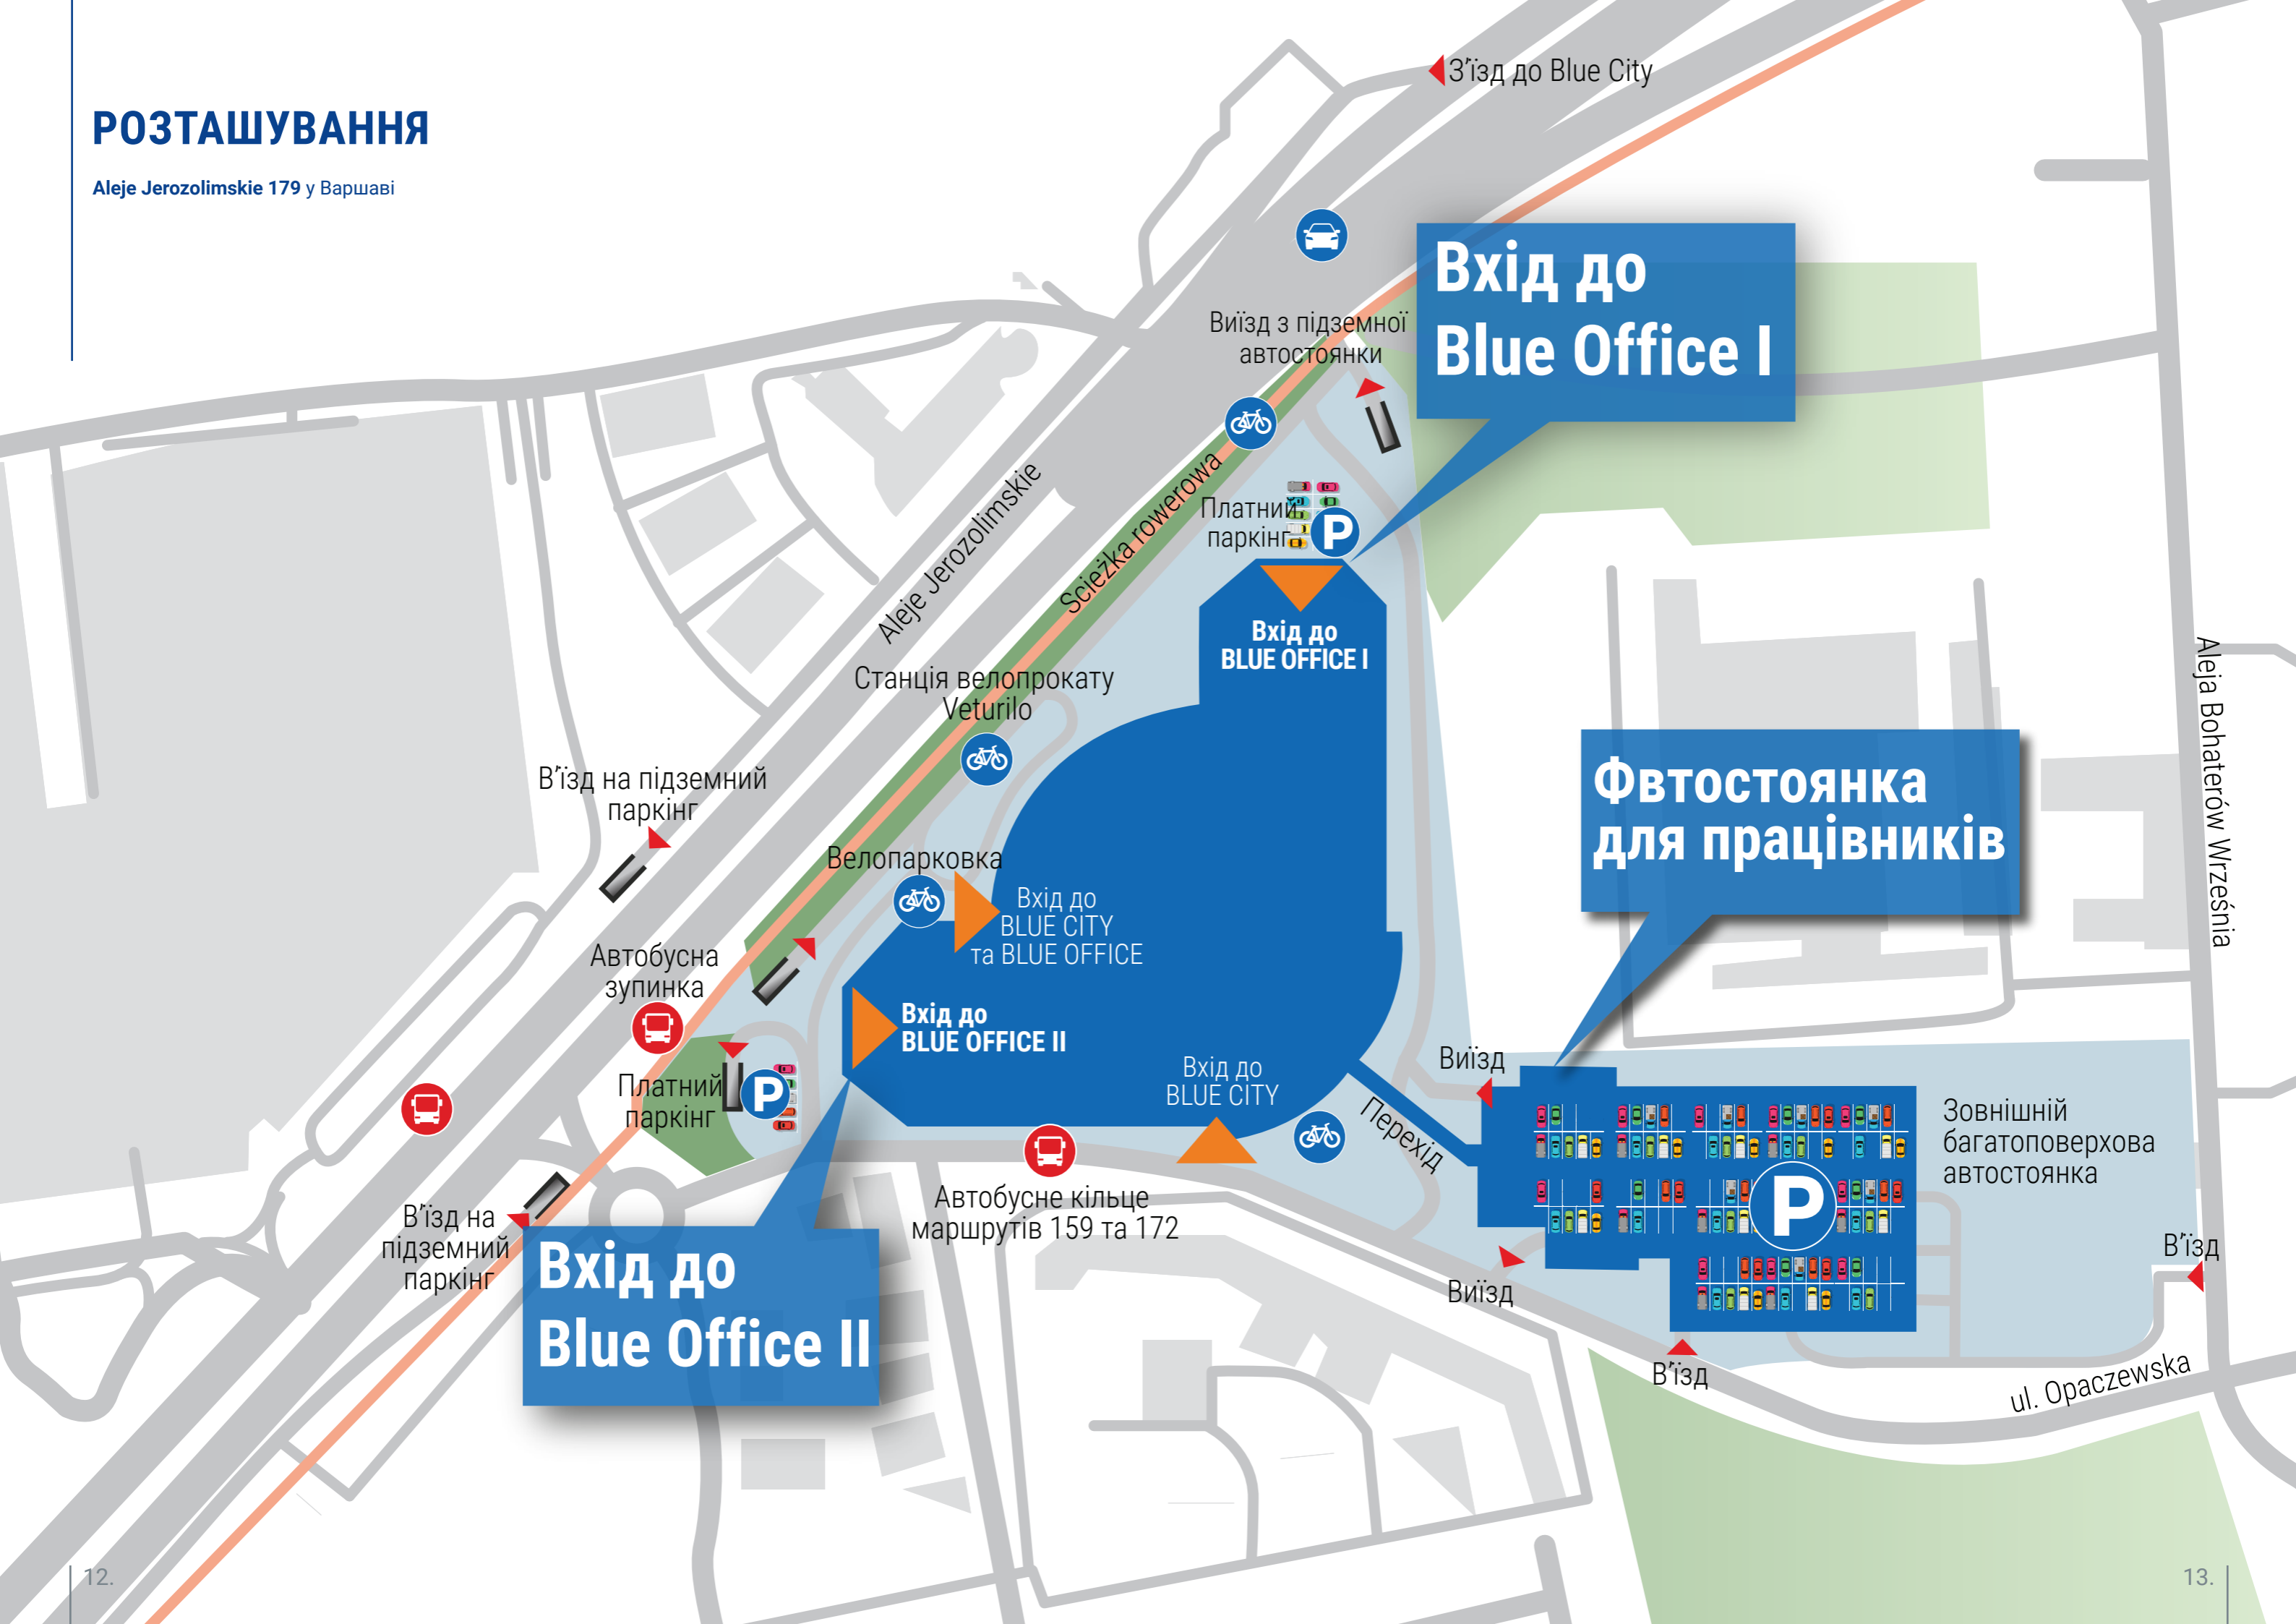 РОЗТАШУВАННЯ
Aleje Jerozolimskie 179 у Варшаві
З’їзд до Blue City
Вхід до
Blue Office I
Виїзд з підземної
автостоянки
Aleje Jerozolimskie
Scieżka rowerowa
Платний
паркінг
P
Вхід до
BLUE OFFICE I
Станція велопрокату
Veturilo
Aleja Bohaterów Września
В’їзд на підземний
паркінг
Фвтостоянка
для працівників
Велопарковка
Вхід до
BLUE CITY
та BLUE OFFICE
Автобусна
зупинка
Вхід до
BLUE OFFICE II
Платний
паркінг
P
Вхід до
BLUE CITY
Виїзд
Перехід
Зовнішній
багатоповерхова
автостоянка
P
Автобусне кільце
маршрутів 159 та 172
В’їзд на
підземний
паркінг
Вхід до
Blue Office II
Виїзд
В’їзд
В’їзд
ul. Opaczewska
12.
13.